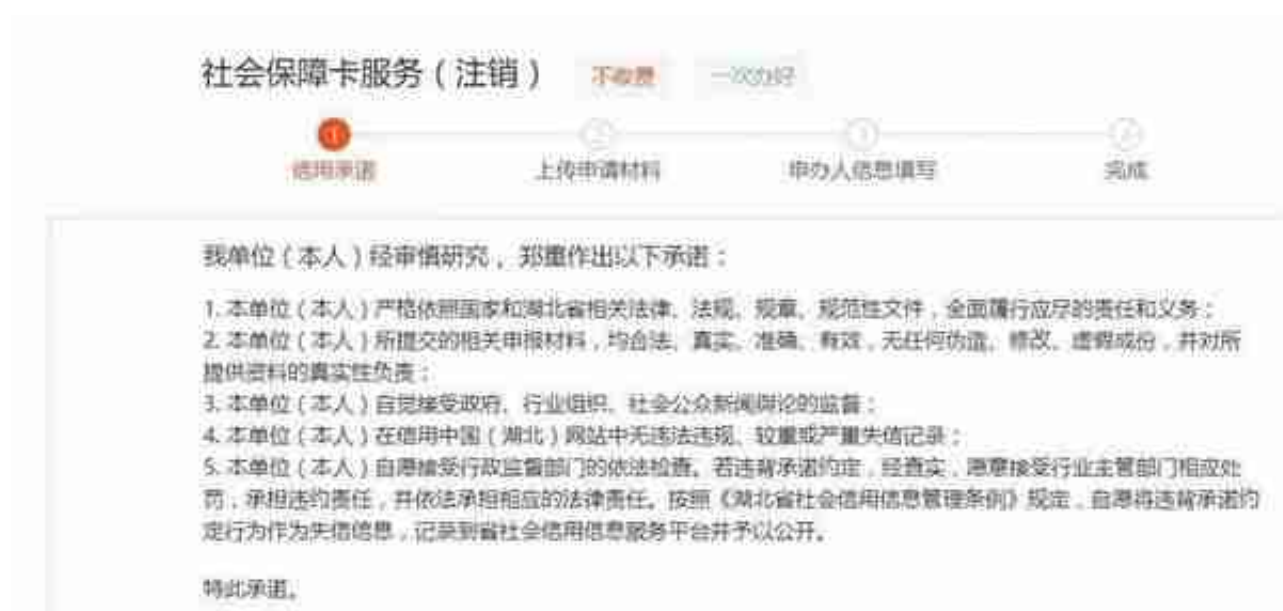 社会保障卡服务（注销） 不收费 一次办好
1
信用承诺 上传申请材料 申办人信息填写 完成
我单位（本人）经审慎研究，郑重作出以下承诺：
1. 本单位（本人）严格依照国家和湖北省相关法律、法规、规章、规范性文件，全面履行应尽的责任和义务；
2. 本单位（本人）所提交的相关申报材料，均合法、真实、准确、有效，无任何伪造、修改、虚假成份，并对所
提供资料的真实性负责；
3. 本单位（本人）自觉接受政府、行业组织、社会公众新闻舆论的监督；
4. 本单位（本人）在信用中国（湖北）网站中无违法违规、较重或严重失信记录；
5. 本单位（本人）自愿接受行政监督部门的依法检查。若违背承诺约定，经查实，愿意接受行业主管部门相应处
罚，承担违约责任，并依法承担相应的法律责任。按照《湖北省社会信用信息管理条例》规定，自愿将违背承诺约
定行为作为失信信息，记录到省社会信用信息服务平台并予以公开。
特此承诺。